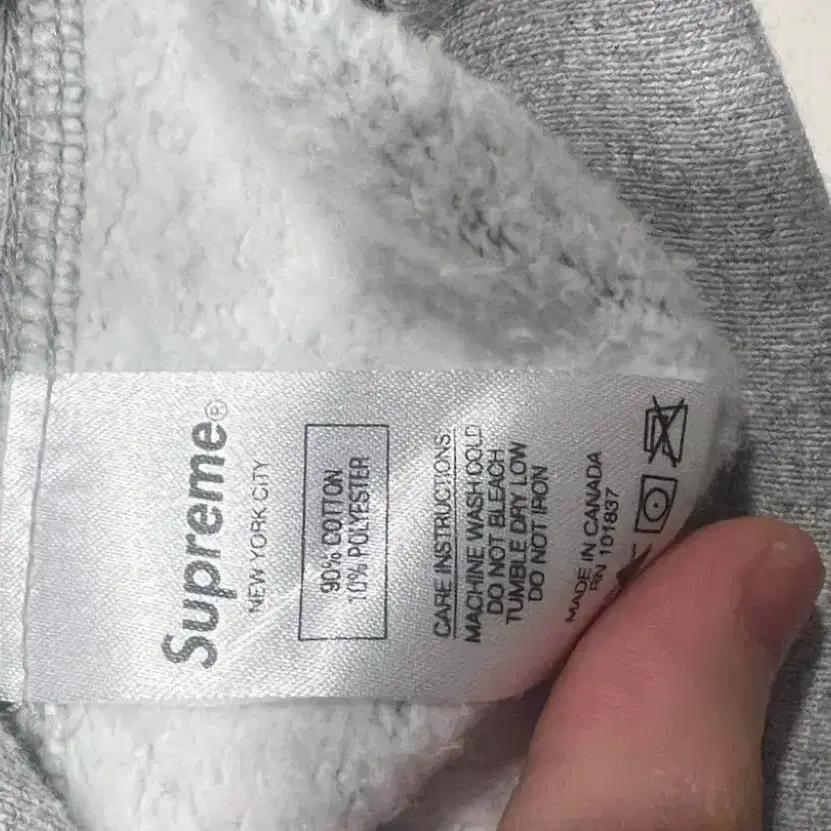 Supreme®
NEW YORK CITY
90% COTTON
10% POLYESTER
CARE INSTRUCTIONS:
MACHINE WASH COLD
DO NOT BLEACH
TUMBLE DRY LOW
DO NOT IRON
MADE IN CANADA
RN 101837